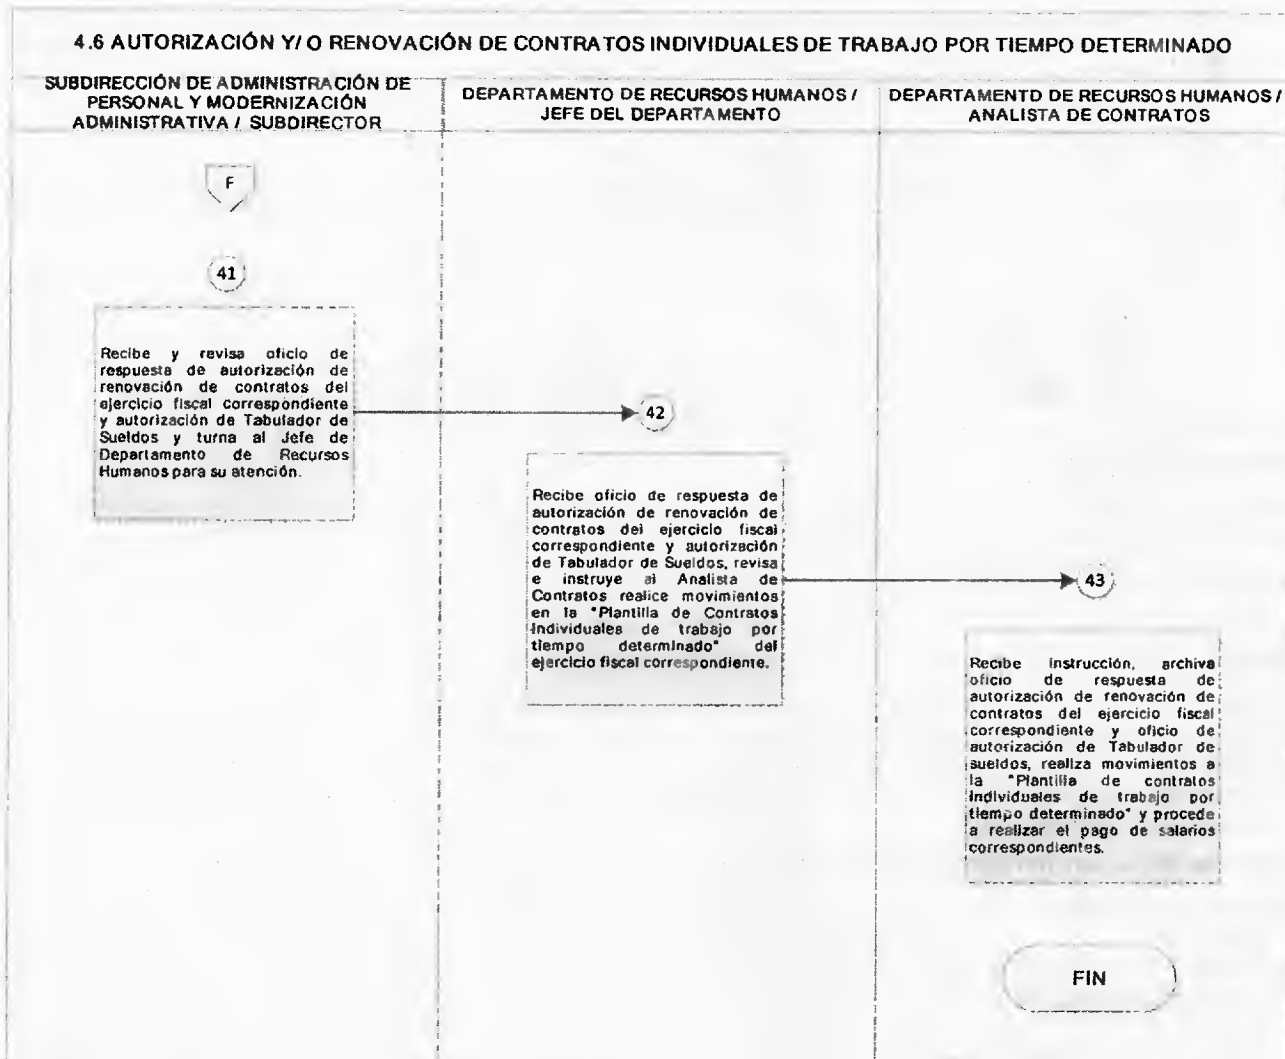 4.6 AUTORIZACIÓN Y/ O RENOVACIÓN DE CONTRATOS INDIVIDUALES DE TRABAJO POR TIEMPO DETERMINADO
SUBDIRECCIÓN DE ADMINISTRACIÓN DE
PERSONAL Y MODERNIZACIÓN
ADMINISTRATIVA / SUBDIRECTOR
DEPARTAMENTO DE RECURSOS HUMANOS /
JEFE DEL DEPARTAMENTO
DEPARTAMENTO DE RECURSOS HUMANOS /
ANALISTA DE CONTRATOS
F
41
Recibe y revisa oficio de
respuesta de autorización de
renovación de contratos del
ejercicio fiscal correspondiente
y autorización de Tabulador de
Sueldos y turna al Jefe de
Departamento de Recursos
Humanos para su atención.
42
Recibe oficio de respuesta de
autorización de renovación de
contratos del ejercicio fiscal
correspondiente y autorización
de Tabulador de Sueldos, revisa
e instruye al Analista de
Contratos realice movimientos
en la "Plantilla de Contratos
Individuales de trabajo por
tiempo determinado" del
ejercicio fiscal correspondiente.
43
Recibe instrucción, archiva
oficio de respuesta de
autorización de renovación de
contratos del ejercicio fiscal
correspondiente y oficio de
autorización de Tabulador de
sueldos, realiza movimientos a
la "Plantilla de contratos
individuales de trabajo por
tiempo determinado" y procede
a realizar el pago de salarios
correspondientes.
FIN